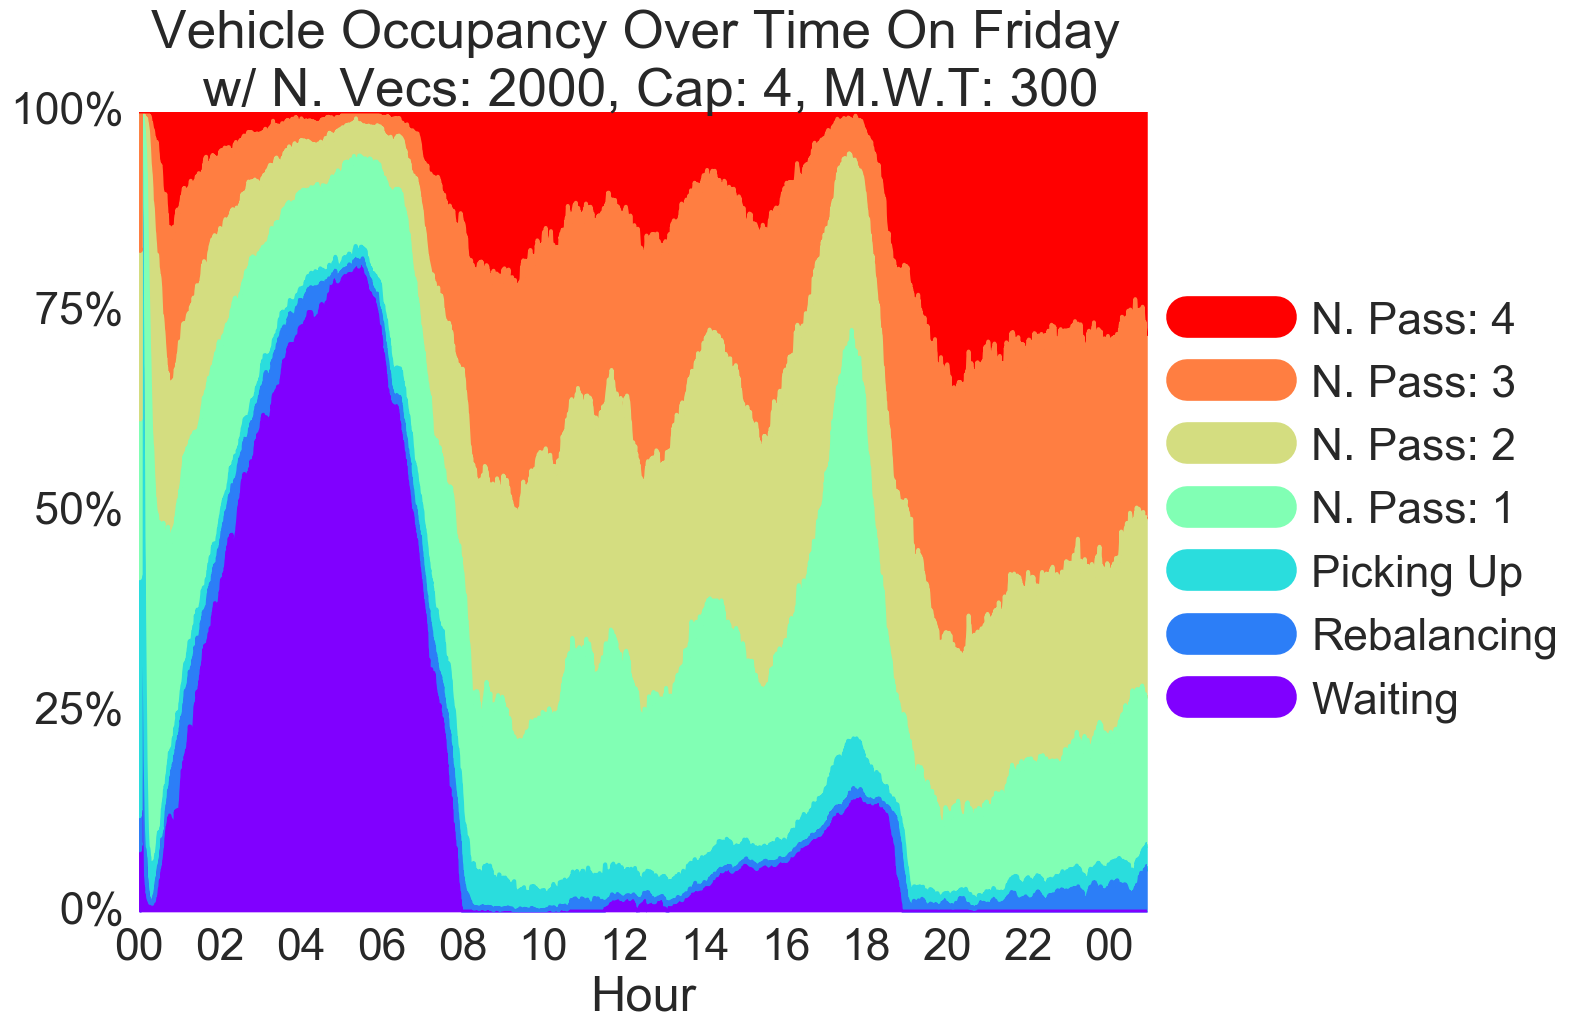 Vehicle Occupancy Over Time On Friday
w/ N. Vecs: 2000, Cap: 4, M.W.T: 300
100%
75%
50%
25%
0%
00 02 04 06 08 10 12 14 16 18 20 22 00
Hour
N. Pass: 4
N. Pass: 3
N. Pass: 2
N. Pass: 1
Picking Up
Rebalancing
Waiting